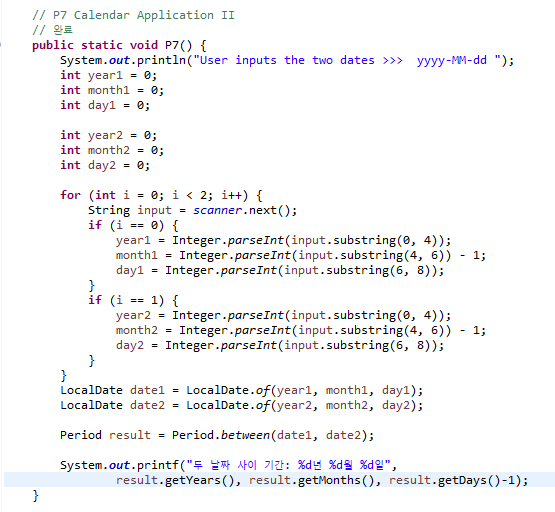 // P7 Calendar Application II
// 완료
public static void P7() {
System.out.println("User inputs the two dates >>>  yyyy-MM-dd ");
int year1 = 0;
int month1 = 0;
int day1 = 0;
int year2 = 0;
int month2 = 0;
int day2 = 0;
for (int i = 0; i < 2; i++) {
String input = scanner.next();
if (i == 0) {
year1 = Integer.parseInt(input.substring(0, 4));
month1 = Integer.parseInt(input.substring(4, 6)) - 1;
day1 = Integer.parseInt(input.substring(6, 8));
}
if (i == 1) {
year2 = Integer.parseInt(input.substring(0, 4));
month2 = Integer.parseInt(input.substring(4, 6)) - 1;
day2 = Integer.parseInt(input.substring(6, 8));
}
}
LocalDate date1 = LocalDate.of(year1, month1, day1);
LocalDate date2 = LocalDate.of(year2, month2, day2);
Period result = Period.between(date1, date2);
System.out.printf("두 날짜 사이 기간: %d년 %d월 %d일",
result.getYears(), result.getMonths(), result.getDays()-1);
}